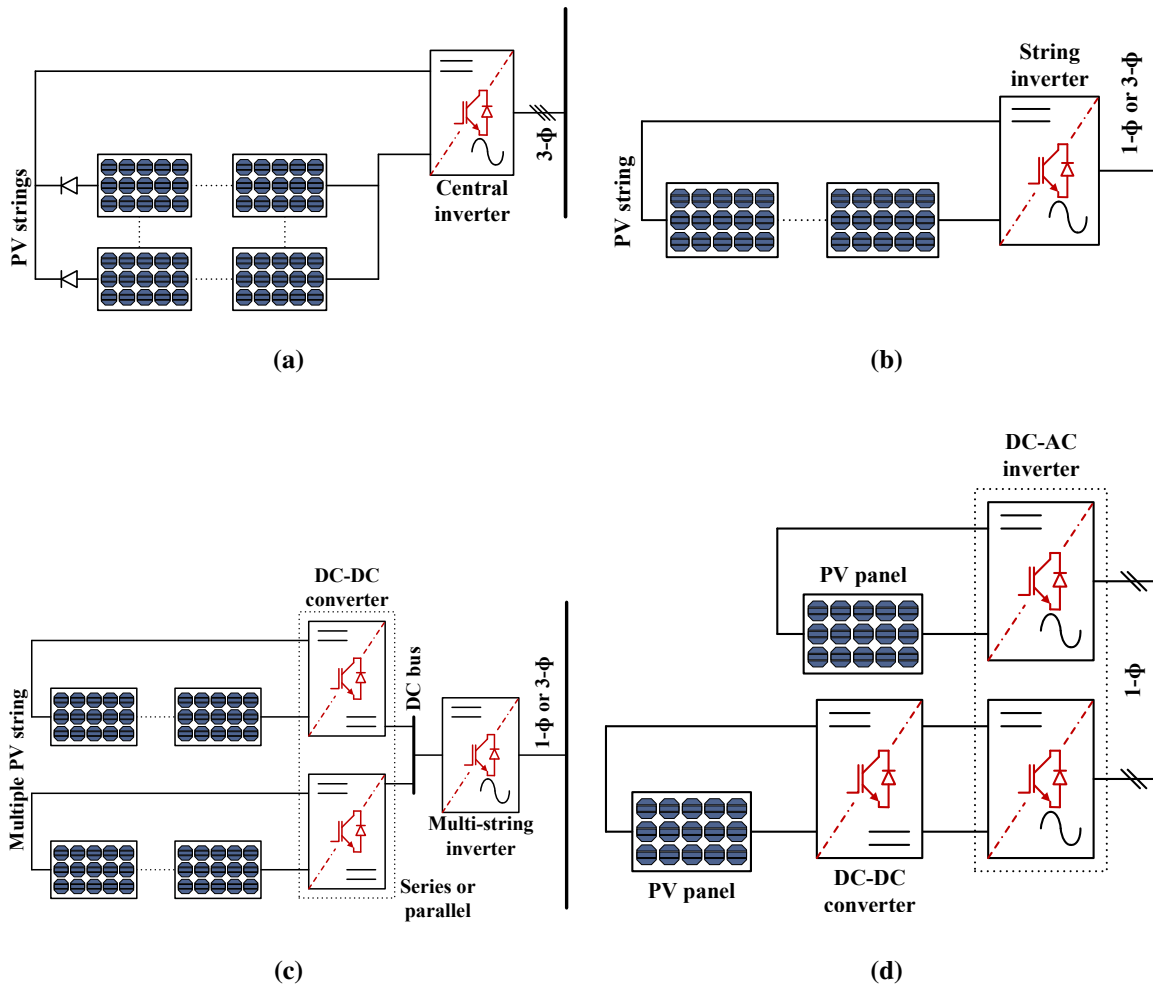 PV strings
Central
inverter
3-ϕ
(a)
String
inverter
PV string
1-ϕ or 3-ϕ
(b)
DC-DC
converter
Multiple PV string
DC bus
Multi-string
inverter
Series or
parallel
1-ϕ or 3-ϕ
(c)
DC-AC
inverter
PV panel
1-ϕ
PV panel
DC-DC
converter
(d)